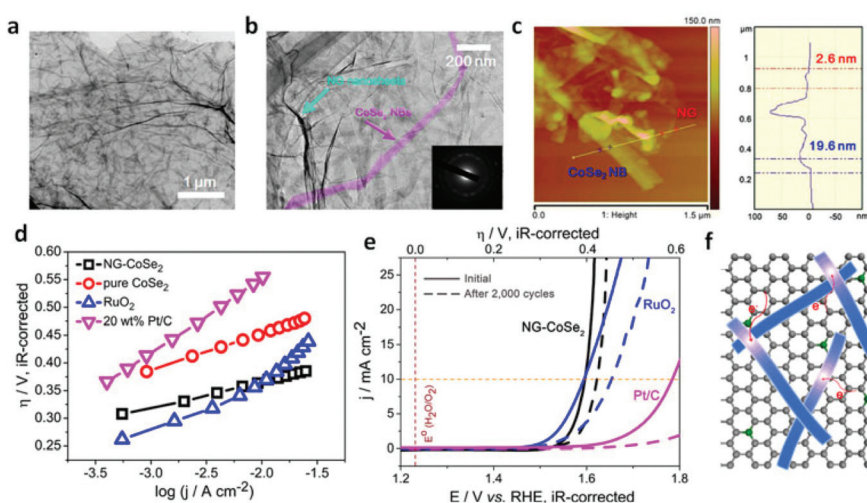 a
1 μm
b
200 nm
NG nanosheets
CoSe₂ NBs
c
150.0 nm
NG
CoSe₂ NB
0.0
1: Height
1.5 μm
μm
1
0.8
0.6
0.4
0.2
2.6 nm
19.6 nm
100
50
0
-50
nm
d
NG-CoSe₂
pure CoSe₂
RuO₂
20 wt% Pt/C
η / V, iR-corrected
0.55
0.50
0.45
0.40
0.35
0.30
0.25
-3.5
-3.0
-2.5
-2.0
-1.5
log (j / A cm⁻²)
e
η / V, iR-corrected
0.0
0.2
0.4
0.6
Initial
After 2,000 cycles
NG-CoSe₂
RuO₂
Pt/C
E⁰ (H₂O/O₂)
j / mA cm⁻²
25
20
15
10
5
0
1.2
1.4
1.6
1.8
E / V vs. RHE, iR-corrected
f
e⁻
e⁻
e⁻